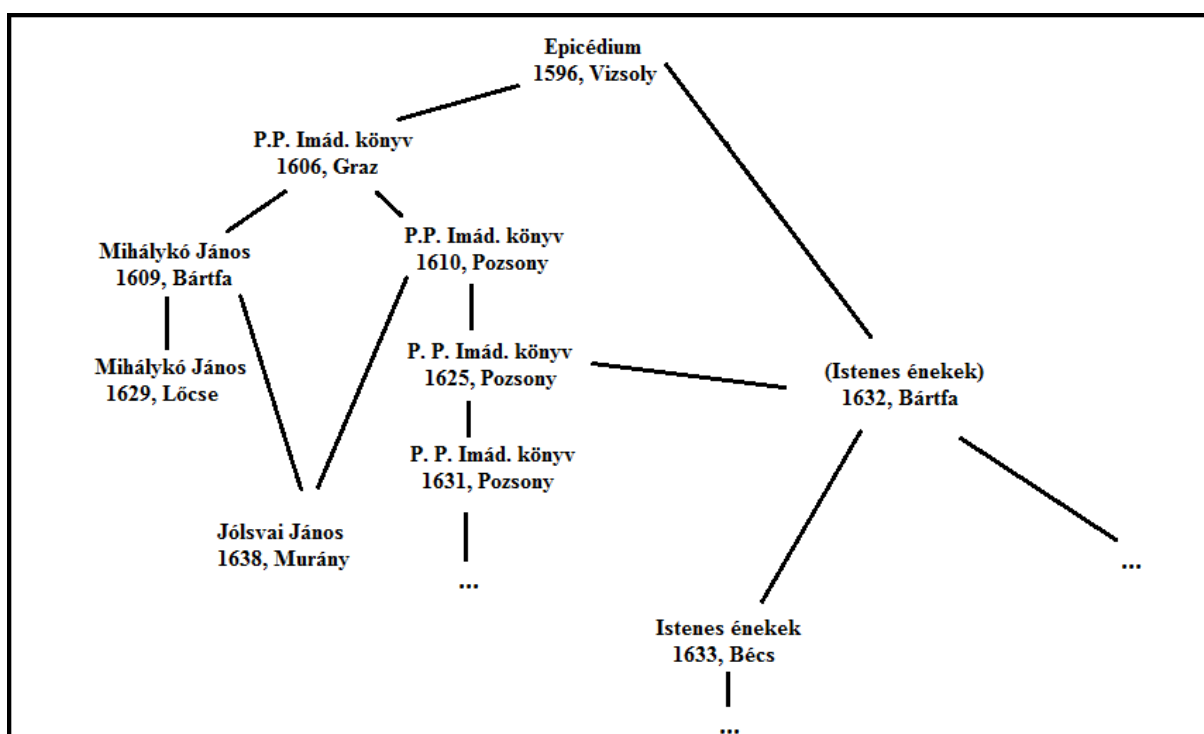 Epicédium
1596, Vizsoly
P.P. Imád. könyv
1606, Graz
Mihálykó János
1609, Bártfa
P.P. Imád. könyv
1610, Pozsony
Mihálykó János
1629, Lőcse
P. P. Imád. könyv
1625, Pozsony
(Istenes énekek)
1632, Bártfa
P. P. Imád. könyv
1631, Pozsony
Jólsvai János
1638, Murány
...
...
Istenes énekek
1633, Bécs
...